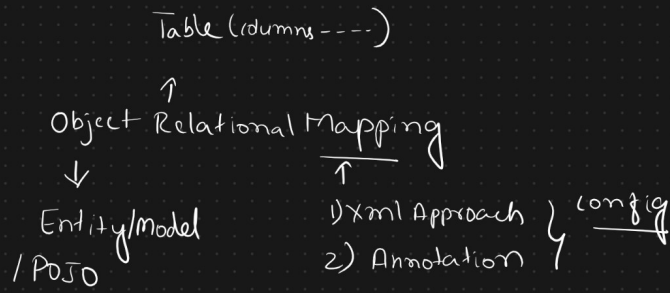 Table (columns ----)
Object Relational Mapping
Entity/Model
/ POJO
1) Xml Approach
2) Annotation
config